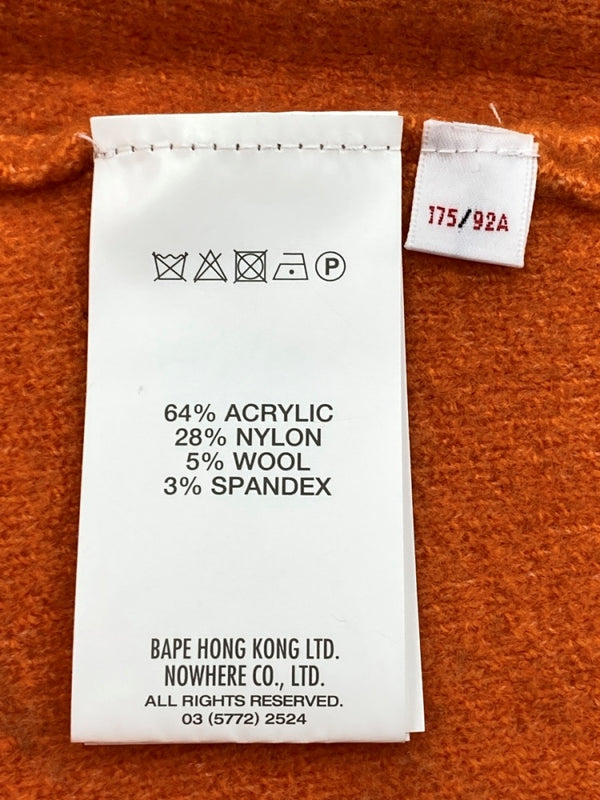 175/92A
P
64% ACRYLIC
28% NYLON
5% WOOL
3% SPANDEX
BAPE HONG KONG LTD.
NOWHERE CO., LTD.
ALL RIGHTS RESERVED.
03 (5772) 2524